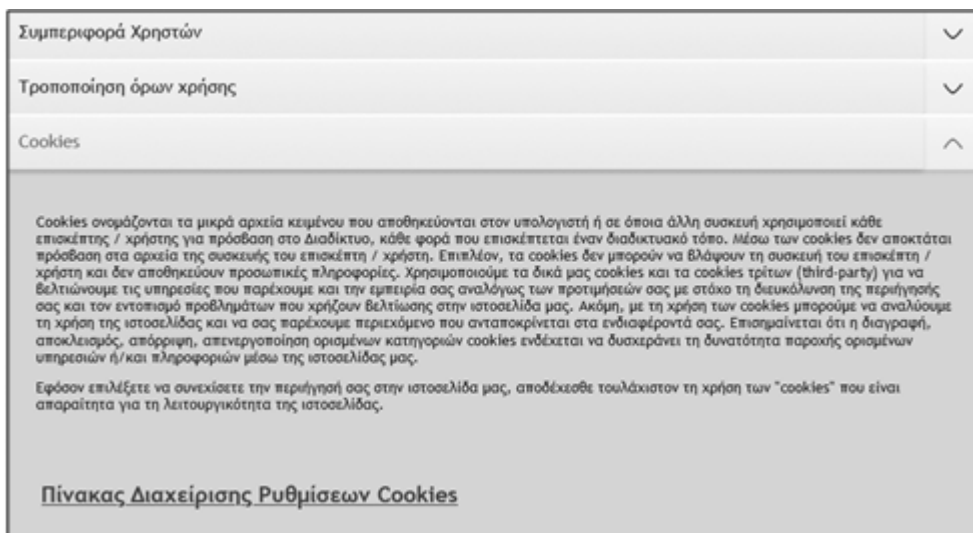 Συμπεριφορά Χρηστών
Τροποποίηση όρων χρήσης
Cookies
Cookies ονομάζονται τα μικρά αρχεία κειμένου που αποθηκεύονται στον υπολογιστή ή σε όποια άλλη συσκευή χρησιμοποιεί κάθε
επισκέπτης / χρήστης για πρόσβαση στο Διαδίκτυο, κάθε φορά που επισκέπτεται έναν διαδικτυακό τόπο. Μέσω των cookies δεν αποκτάται
πρόσβαση στα αρχεία της συσκευής του επισκέπτη / χρήστη. Επιπλέον, τα cookies δεν μπορούν να βλάψουν τη συσκευή του επισκέπτη /
χρήστη και δεν αποθηκεύουν προσωπικές πληροφορίες. Χρησιμοποιούμε τα δικά μας cookies και τα cookies τρίτων (third-party) για να
βελτιώνουμε τις υπηρεσίες που παρέχουμε και την εμπειρία σας αναλόγως των προτιμήσεών σας με στόχο τη διευκόλυνση της περιήγησής
σας και τον εντοπισμό προβλημάτων που χρήζουν βελτίωσης στην ιστοσελίδα μας. Ακόμη, με τη χρήση των cookies μπορούμε να αναλύουμε
τη χρήση της ιστοσελίδας και να σας παρέχουμε περιεχόμενο που ανταποκρίνεται στα ενδιαφέροντά σας. Επισημαίνεται ότι η διαγραφή,
αποκλεισμός, απόρριψη, απενεργοποίηση ορισμένων κατηγοριών cookies ενδέχεται να δυσχεράνει τη δυνατότητα παροχής ορισμένων
υπηρεσιών ή/και πληροφοριών μέσω της ιστοσελίδας μας.
Εφόσον επιλέξετε να συνεχίσετε την περιήγησή σας στην ιστοσελίδα μας, αποδέχεσθε τουλάχιστον τη χρήση των "cookies" που είναι
απαραίτητα για τη λειτουργικότητα της ιστοσελίδας.
Πίνακας Διαχείρισης Ρυθμίσεων Cookies